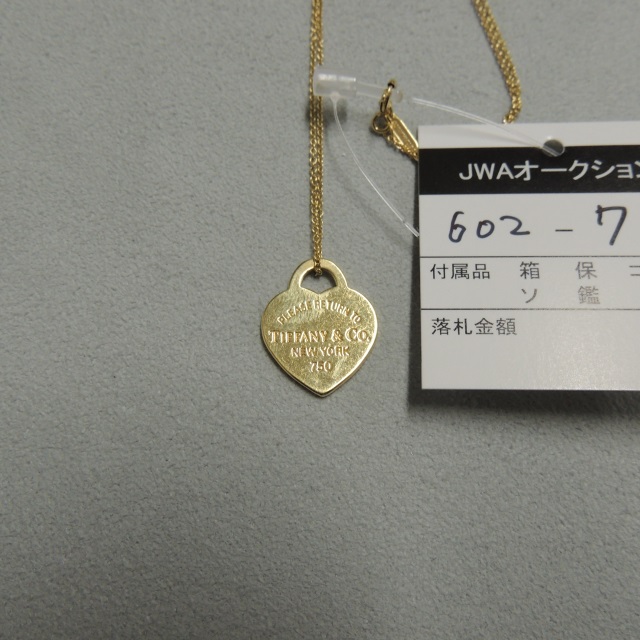 PLEASE RETURN TO
TIFFANY & CO.
NEW YORK
750
JWAオークション
602-7
付属品 箱 保 コ
ソ 鑑
落札金額